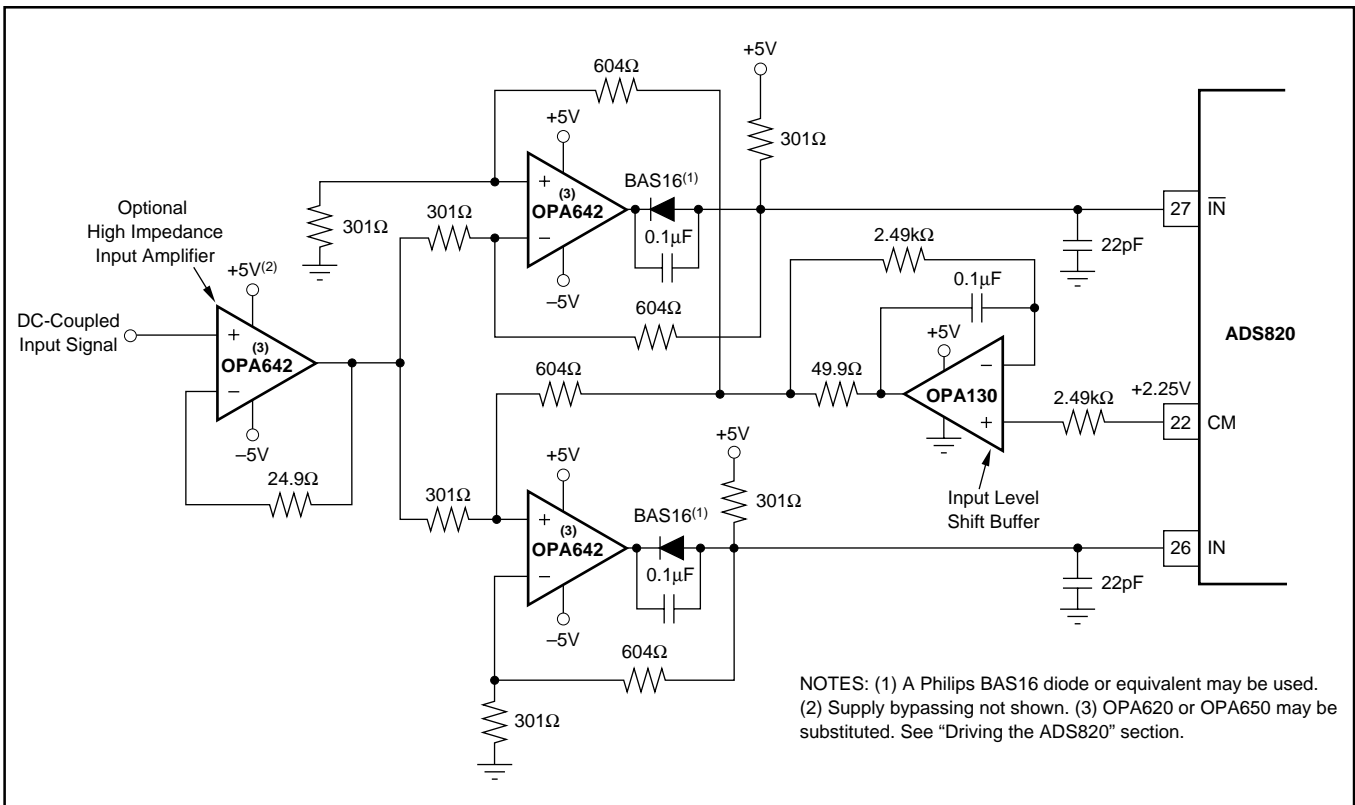 +5V
604Ω
+5V
301Ω
BAS16(1)
+
(3)
OPA642
–
0.1µF
–5V
301Ω
301Ω
604Ω
27
IN
22pF
Optional
High Impedance
Input Amplifier
+5V(2)
DC-Coupled
Input Signal
+
(3)
OPA642
–
–5V
24.9Ω
2.49kΩ
0.1µF
+5V
–
OPA130
+
49.9Ω
604Ω
2.49kΩ
+2.25V
22
CM
ADS820
Input Level
Shift Buffer
+5V
301Ω
+5V
301Ω
BAS16(1)
+
(3)
OPA642
–
0.1µF
–5V
604Ω
301Ω
26
IN
22pF
NOTES: (1) A Philips BAS16 diode or equivalent may be used.
(2) Supply bypassing not shown. (3) OPA620 or OPA650 may be
substituted. See “Driving the ADS820” section.